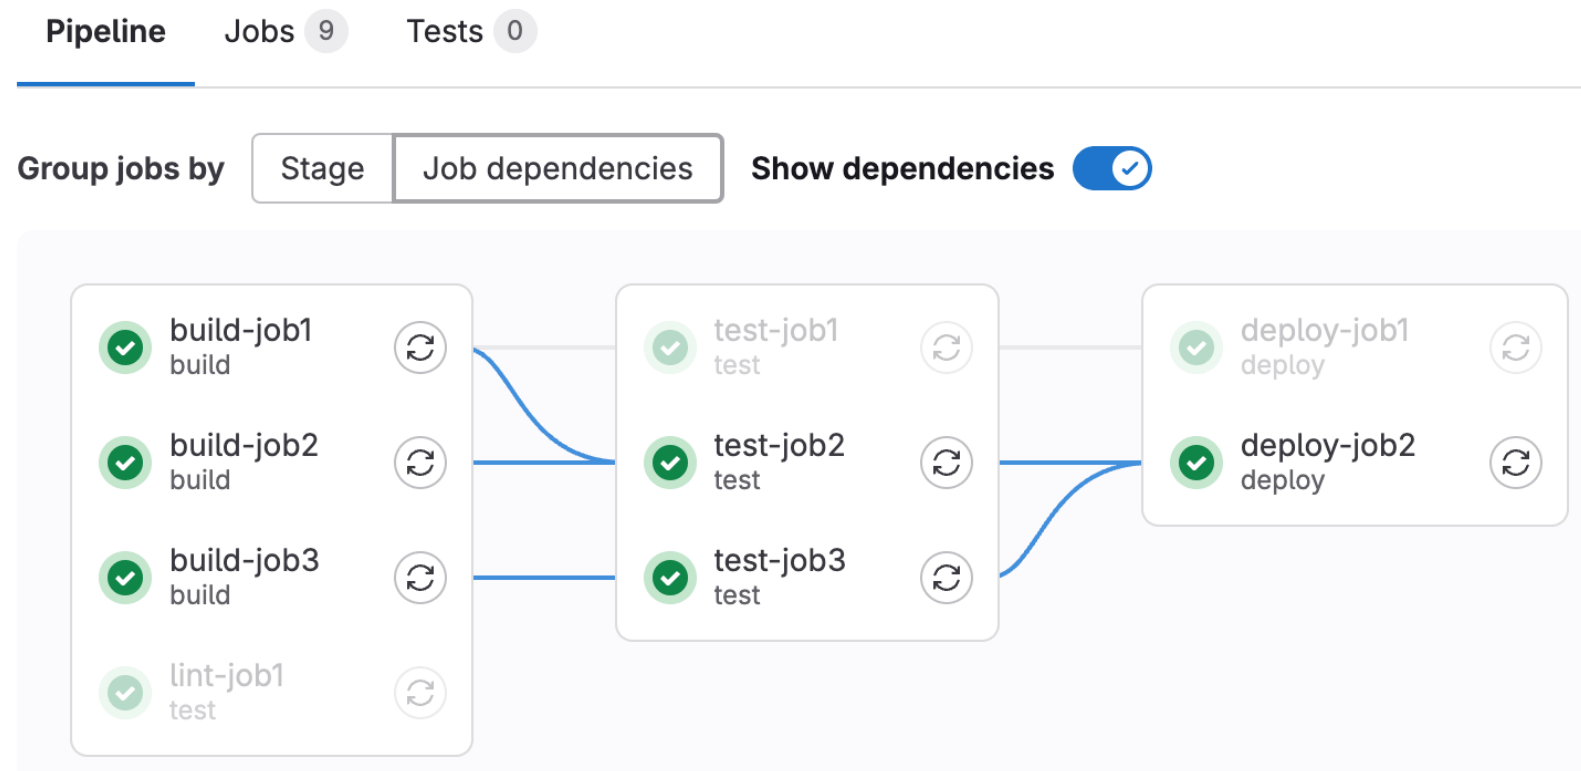 Pipeline Jobs 9 Tests 0
Group jobs by Stage Job dependencies Show dependencies
build-job1
build
build-job2
build
build-job3
build
lint-job1
test
test-job1
test
test-job2
test
test-job3
test
deploy-job1
deploy
deploy-job2
deploy